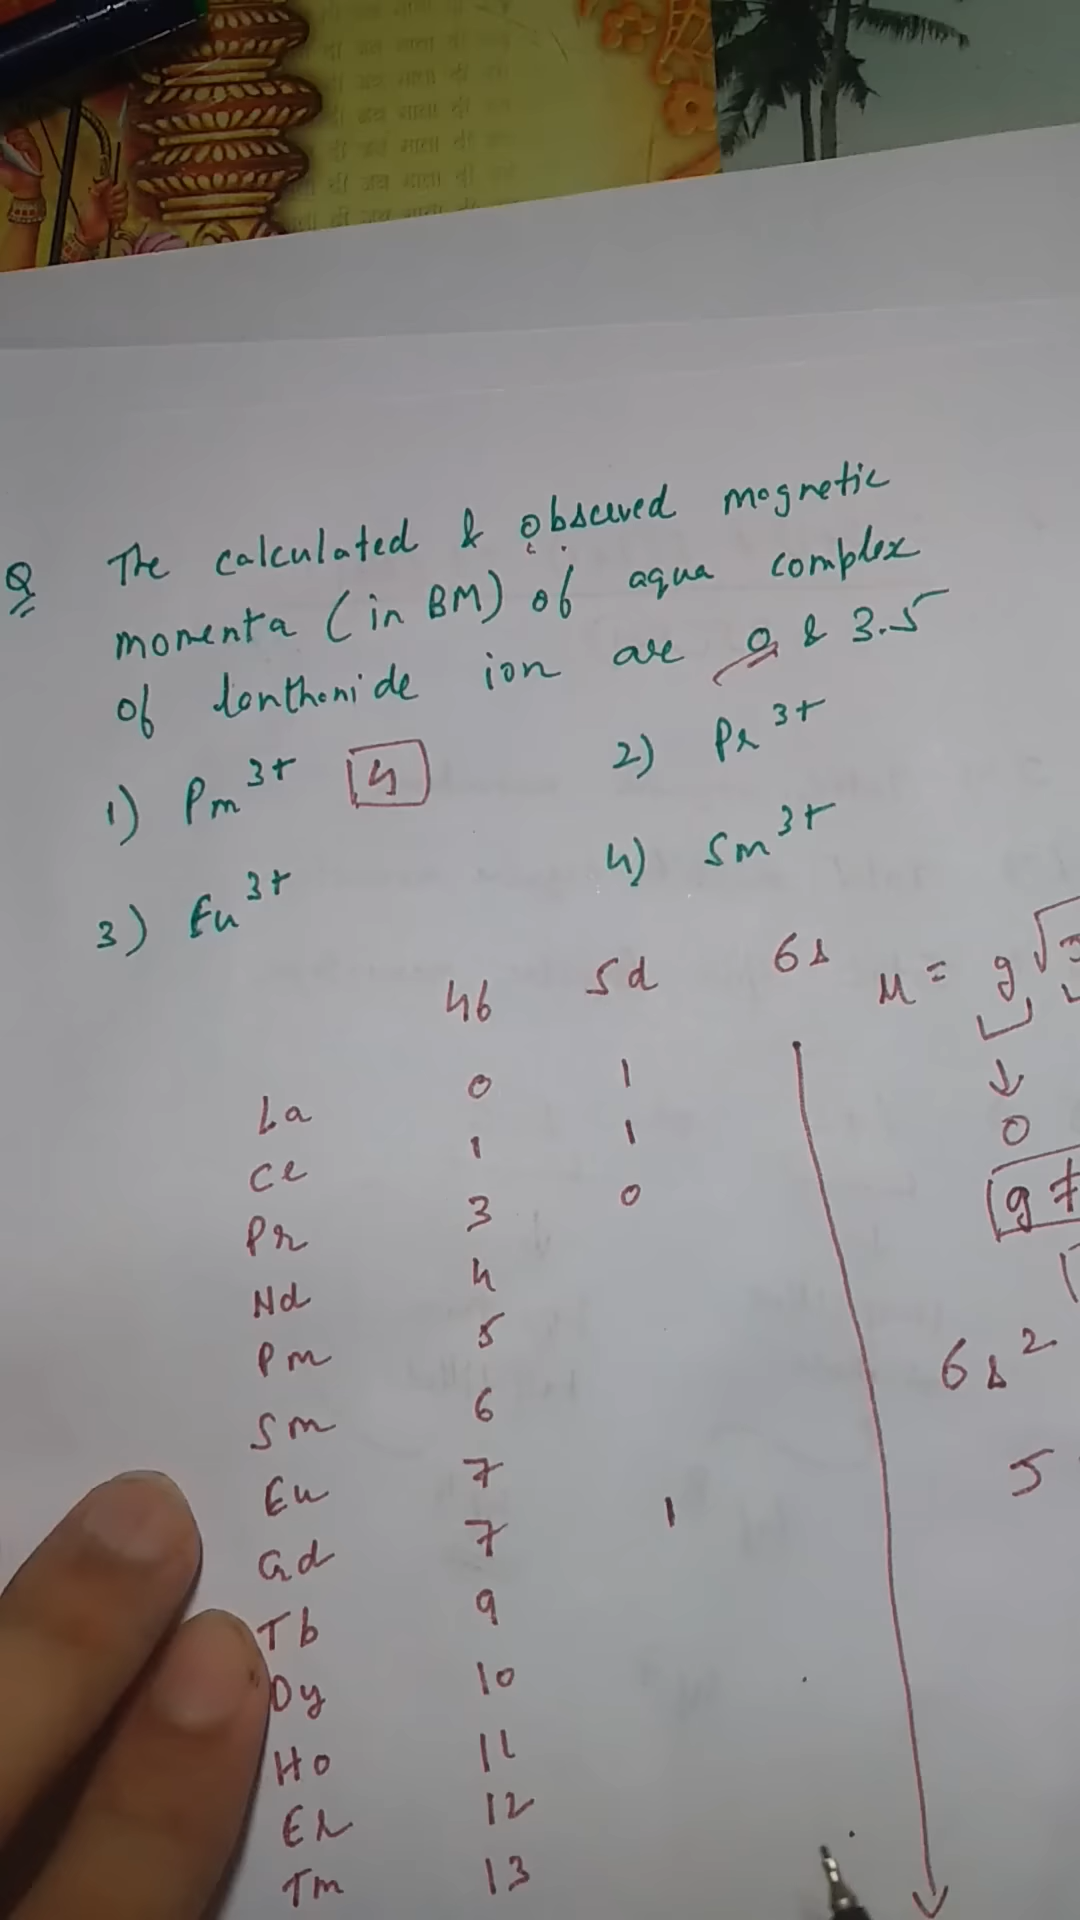 जय माता दी
Q The calculated & observed magnetic
momenta (in BM) of aqua complex
of lanthanide ion are 0 & 3.5
1) Pm3+ 4 2) Pr3+
3) Eu3+ 4) Sm3+
4f 5d 6s μ = g√
La 0 1 ↓
Ce 1 1 0
Pr 3 0 g ≠
Nd 4
Pm 5 6s2
Sm 6
Eu 7 5
Gd 7 1
Tb 9
Dy 10
Ho 11
Er 12
Tm 13